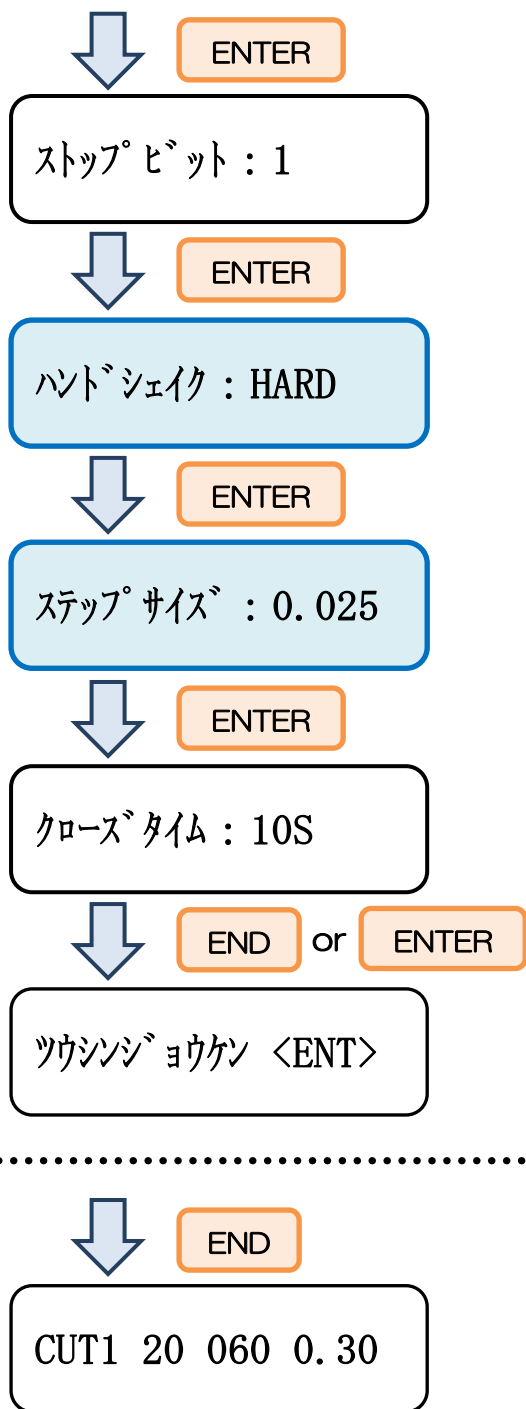 ENTER
ストップビット：1
ENTER
ハンドシェイク：HARD
ENTER
ステップサイズ：0.025
ENTER
クローズタイム：10S
END or ENTER
ツウシンジョウケン <ENT>
END
CUT1 20 060 0.30